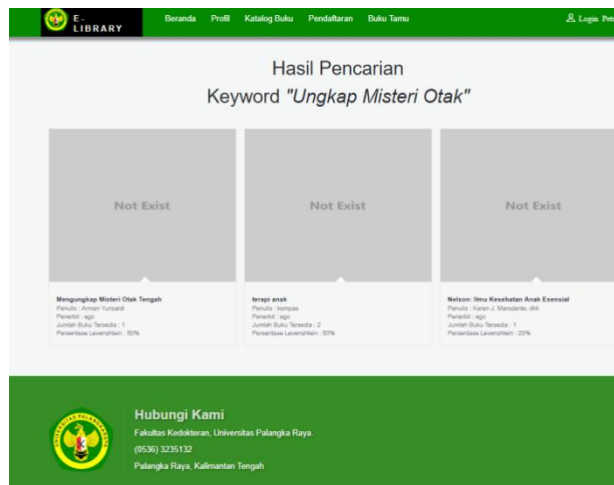 E-
LIBRARY
Beranda Profil Katalog Buku Pendaftaran Buku Tamu
Login Pet
Hasil Pencarian
Keyword "Ungkap Misteri Otak"
Not Exist
Not Exist
Not Exist
Mengungkap Misteri Otak Tengah
Penulis : Arman Yurisaldi
Penerbit : ego
Jumlah Buku Tersedia : 1
Persentase Levenshtein : 50%
terapi anak
Penulis : kompas
Penerbit : ego
Jumlah Buku Tersedia : 2
Persentase Levenshtein : 50%
Nelson: Ilmu Kesehatan Anak Esensial
Penulis : Karen J. Marcdante, dkk
Penerbit : ego
Jumlah Buku Tersedia : 1
Persentase Levenshtein : 20%
Hubungi Kami
Fakultas Kedokteran, Universitas Palangka Raya.
(0536) 3235132
Palangka Raya, Kalimantan Tengah